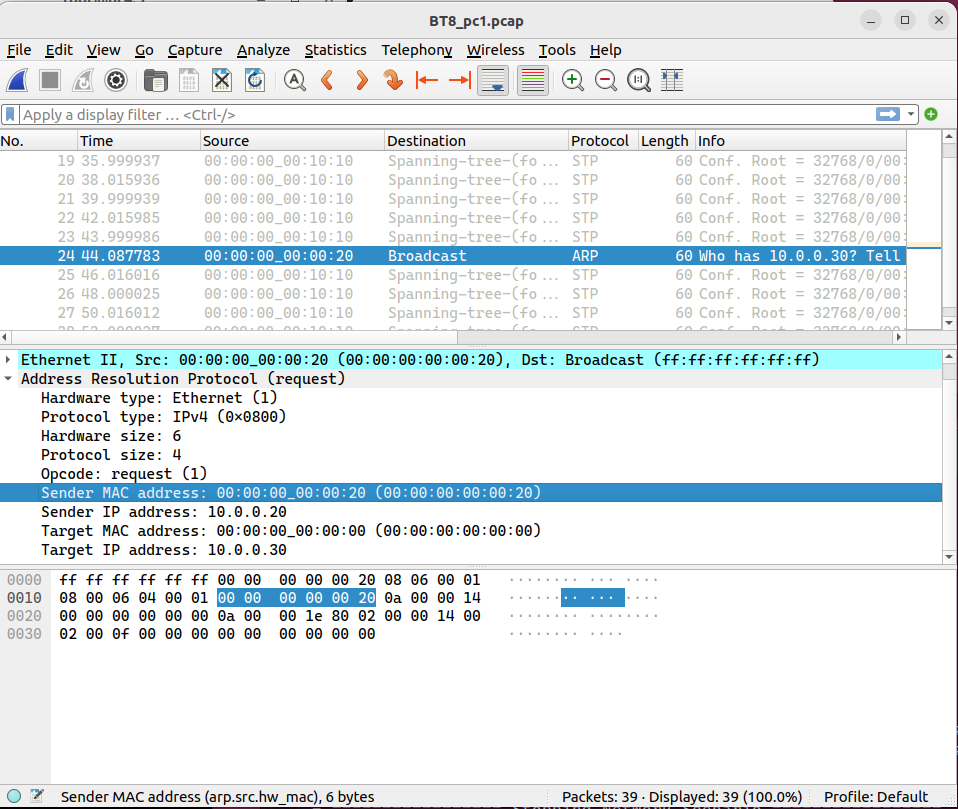 BT8_pc1.pcap
File Edit View Go Capture Analyze Statistics Telephony Wireless Tools Help
Apply a display filter … <Ctrl-/>
No. Time Source Destination Protocol Length Info
19 35.999937 00:00:00_00:10:10 Spanning-tree-(fo… STP 60 Conf. Root = 32768/0/00:
20 38.015936 00:00:00_00:10:10 Spanning-tree-(fo… STP 60 Conf. Root = 32768/0/00:
21 39.999939 00:00:00_00:10:10 Spanning-tree-(fo… STP 60 Conf. Root = 32768/0/00:
22 42.015985 00:00:00_00:10:10 Spanning-tree-(fo… STP 60 Conf. Root = 32768/0/00:
23 43.999986 00:00:00_00:10:10 Spanning-tree-(fo… STP 60 Conf. Root = 32768/0/00:
24 44.087783 00:00:00_00:00:20 Broadcast ARP 60 Who has 10.0.0.30? Tell
25 46.016016 00:00:00_00:10:10 Spanning-tree-(fo… STP 60 Conf. Root = 32768/0/00:
26 48.000025 00:00:00_00:10:10 Spanning-tree-(fo… STP 60 Conf. Root = 32768/0/00:
27 50.016012 00:00:00_00:10:10 Spanning-tree-(fo… STP 60 Conf. Root = 32768/0/00:
Ethernet II, Src: 00:00:00_00:00:20 (00:00:00:00:00:20), Dst: Broadcast (ff:ff:ff:ff:ff:ff)
Address Resolution Protocol (request)
Hardware type: Ethernet (1)
Protocol type: IPv4 (0x0800)
Hardware size: 6
Protocol size: 4
Opcode: request (1)
Sender MAC address: 00:00:00_00:00:20 (00:00:00:00:00:20)
Sender IP address: 10.0.0.20
Target MAC address: 00:00:00_00:00:00 (00:00:00:00:00:00)
Target IP address: 10.0.0.30
0000 ff ff ff ff ff ff 00 00 00 00 00 20 08 06 00 01 ········ ··· ····
0010 08 00 06 04 00 01 00 00 00 00 00 20 0a 00 00 14 ········ ··· ····
0020 00 00 00 00 00 00 0a 00 00 1e 80 02 00 00 14 00 ········ ········
0030 02 00 0f 00 00 00 00 00 00 00 00 00 ········ ····
Sender MAC address (arp.src.hw_mac), 6 bytes Packets: 39 · Displayed: 39 (100.0%) Profile: Default